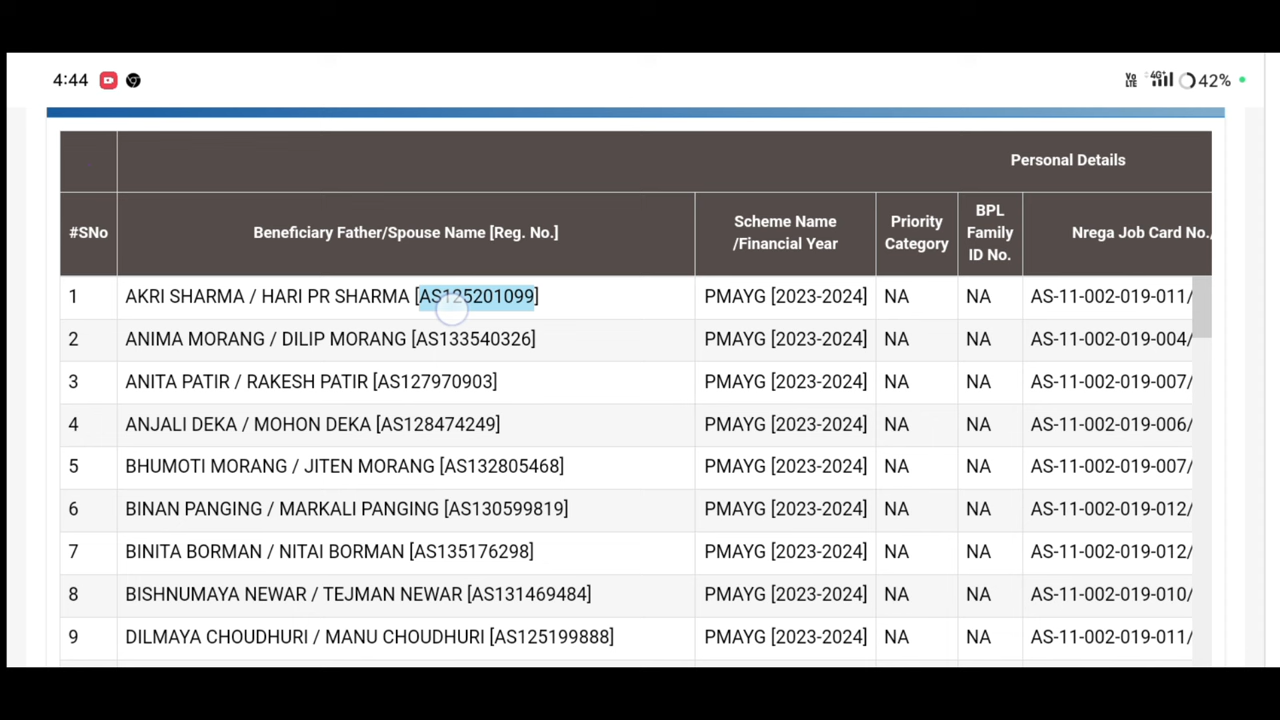 4:44 Vo LTE 4G+ 42%
Personal Details
#SNo Beneficiary Father/Spouse Name [Reg. No.] Scheme Name /Financial Year Priority Category BPL Family ID No. Nrega Job Card No./
1 AKRI SHARMA / HARI PR SHARMA [AS125201099] PMAYG [2023-2024] NA NA AS-11-002-019-011/
2 ANIMA MORANG / DILIP MORANG [AS133540326] PMAYG [2023-2024] NA NA AS-11-002-019-004/
3 ANITA PATIR / RAKESH PATIR [AS127970903] PMAYG [2023-2024] NA NA AS-11-002-019-007/
4 ANJALI DEKA / MOHON DEKA [AS128474249] PMAYG [2023-2024] NA NA AS-11-002-019-006/
5 BHUMOTI MORANG / JITEN MORANG [AS132805468] PMAYG [2023-2024] NA NA AS-11-002-019-007/
6 BINAN PANGING / MARKALI PANGING [AS130599819] PMAYG [2023-2024] NA NA AS-11-002-019-012/
7 BINITA BORMAN / NITAI BORMAN [AS135176298] PMAYG [2023-2024] NA NA AS-11-002-019-012/
8 BISHNUMAYA NEWAR / TEJMAN NEWAR [AS131469484] PMAYG [2023-2024] NA NA AS-11-002-019-010/
9 DILMAYA CHOUDHURI / MANU CHOUDHURI [AS125199888] PMAYG [2023-2024] NA NA AS-11-002-019-011/